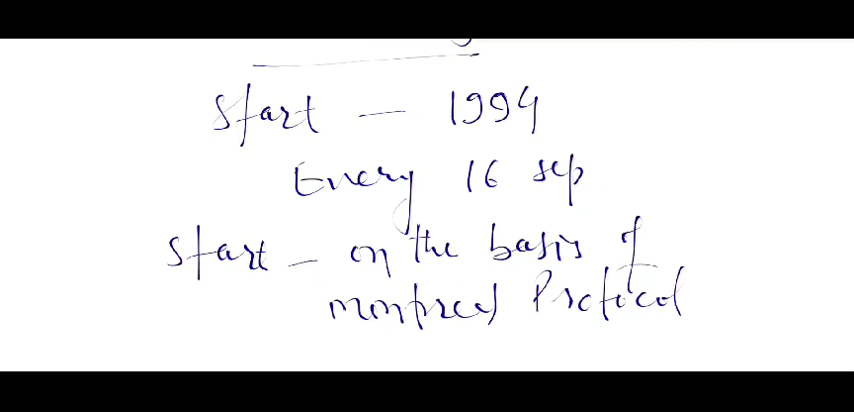 Start — 1994
Every 16 sep
Start – on the basis of
montreal Protocol